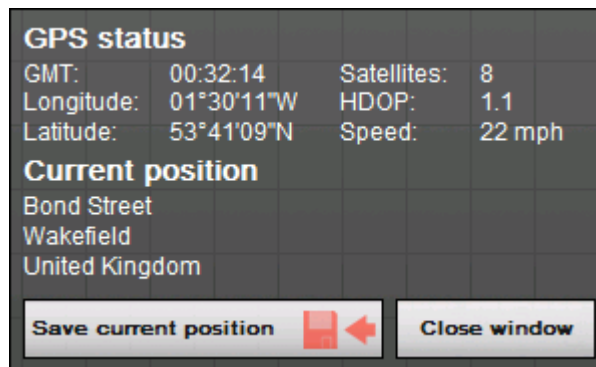 GPS status
GMT: 00:32:14 Satellites: 8
Longitude: 01°30'11"W HDOP: 1.1
Latitude: 53°41'09"N Speed: 22 mph
Current position
Bond Street
Wakefield
United Kingdom
Save current position Close window